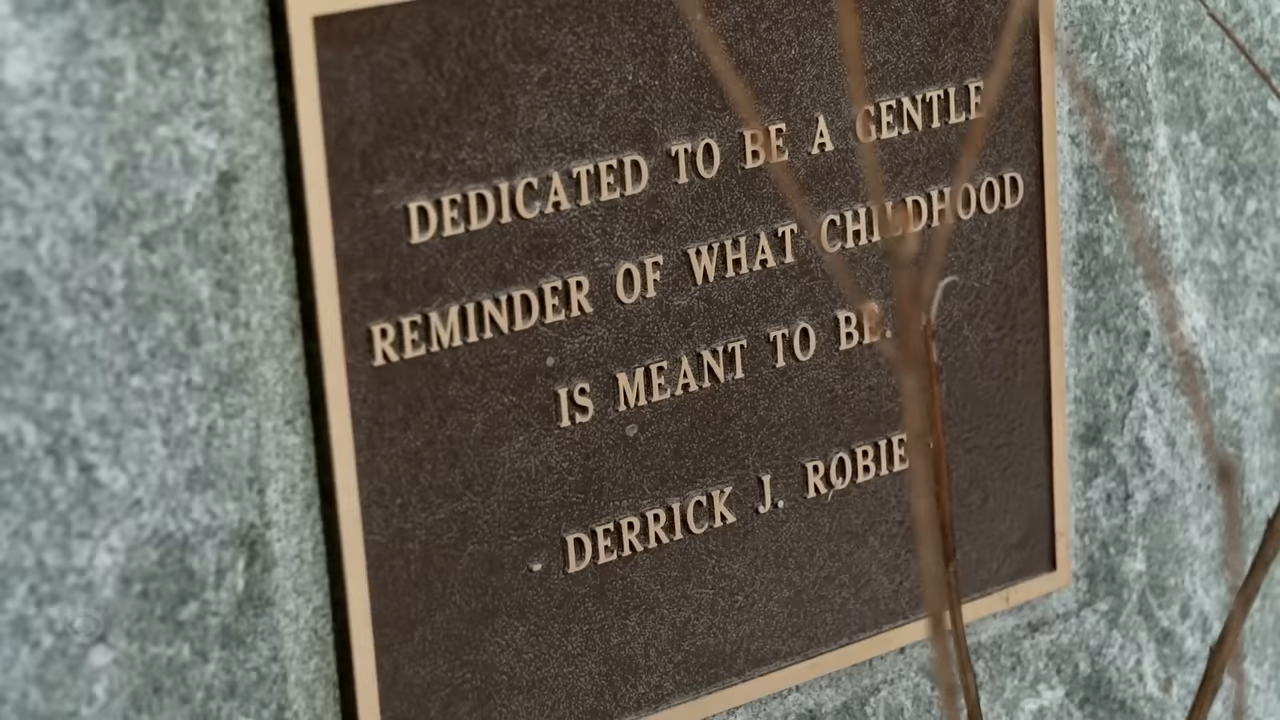 DEDICATED TO BE A GENTLE
REMINDER OF WHAT CHILDHOOD
IS MEANT TO BE.
- DERRICK J. ROBIE